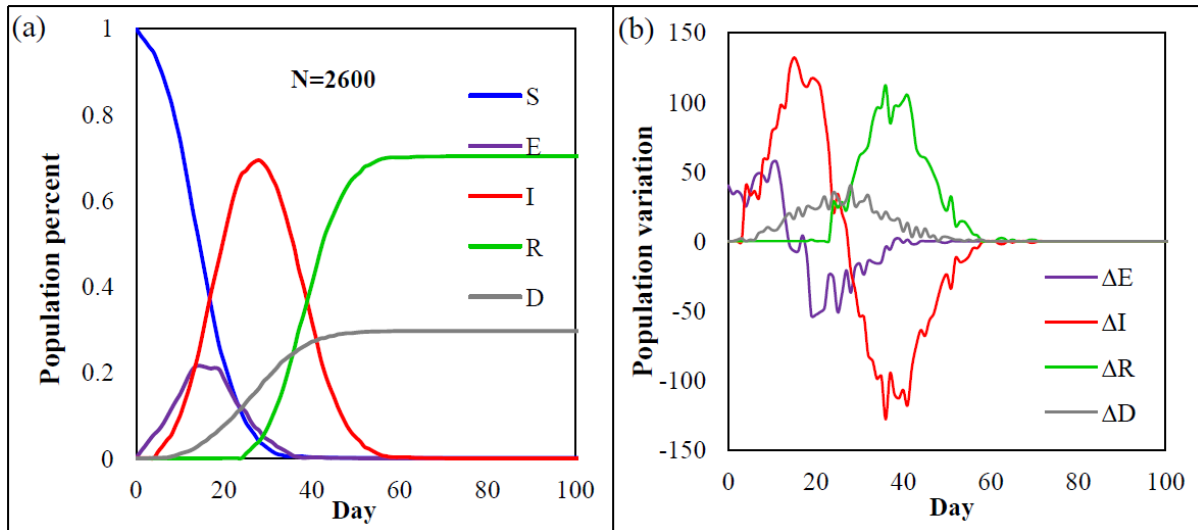 (a)
1
0.8
0.6
0.4
0.2
0
Population percent
N=2600
S
E
I
R
D
0 20 40 60 80 100
Day
(b)
150
100
50
0
-50
-100
-150
Population variation
ΔE
ΔI
ΔR
ΔD
0 20 40 60 80 100
Day